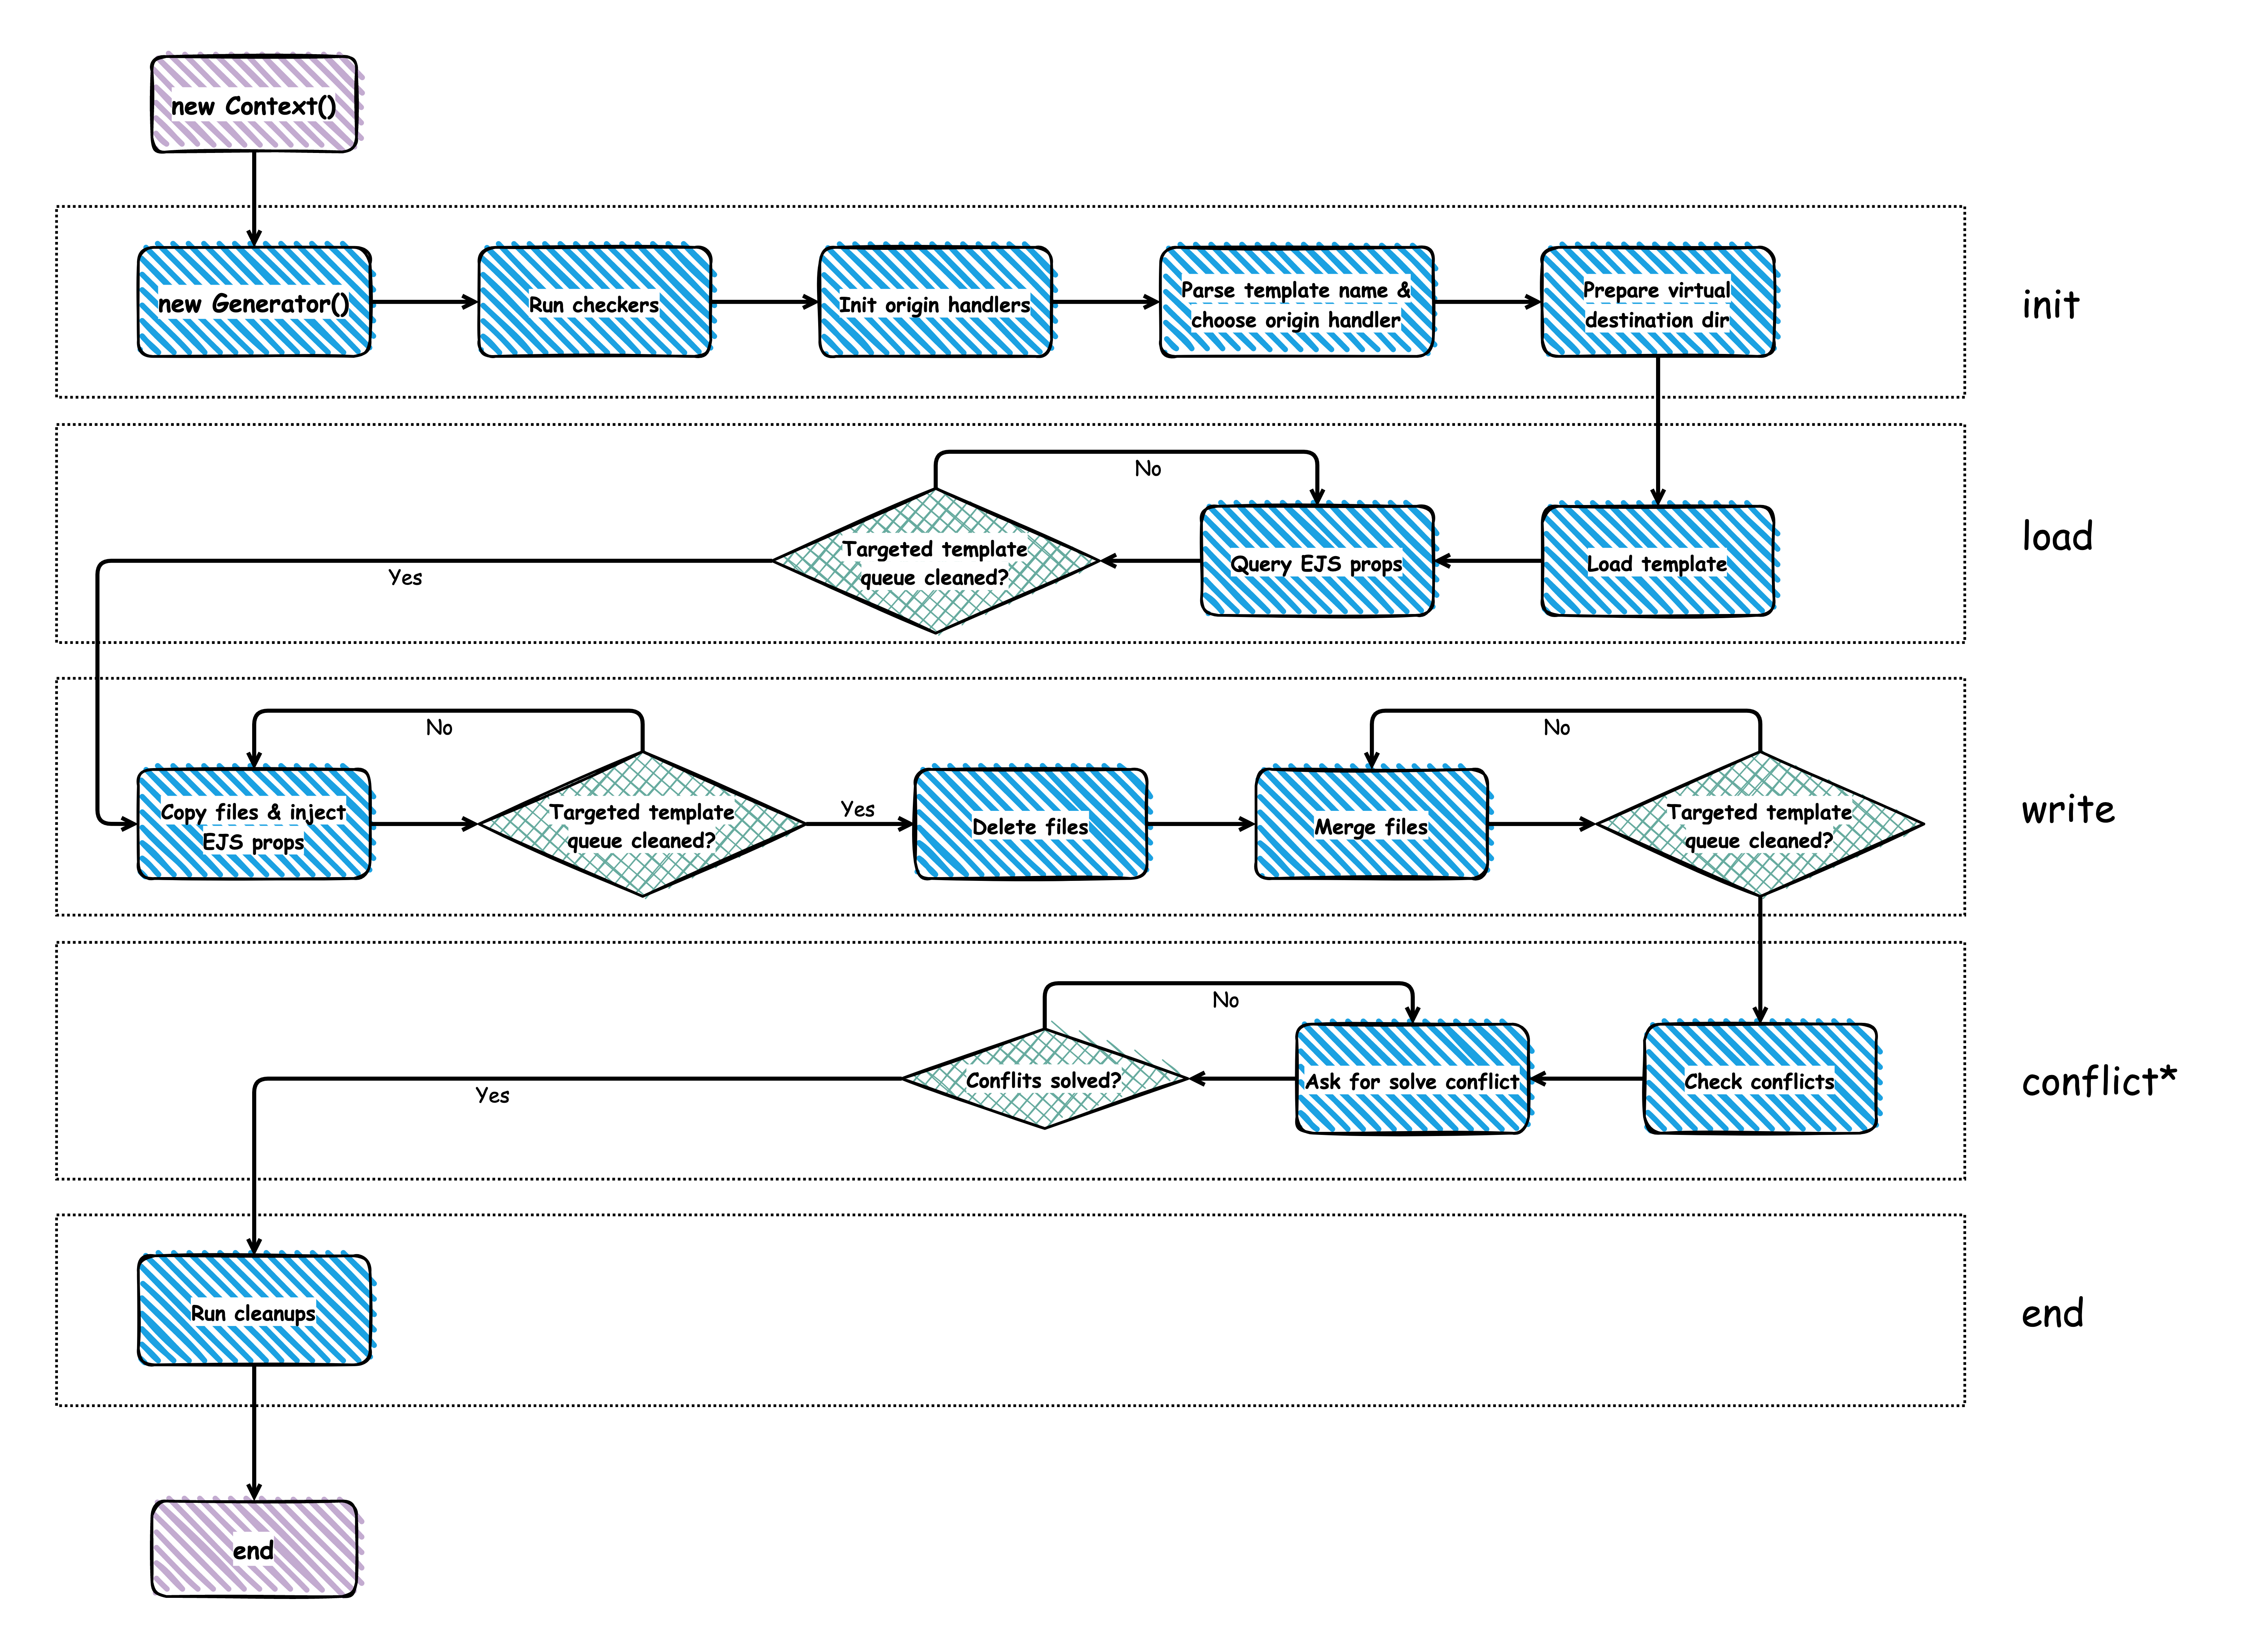 new Context()
new Generator()
Run checkers
Init origin handlers
Parse template name &
choose origin handler
Prepare virtual
destination dir
init
No
Targeted template
queue cleaned?
Query EJS props
Load template
load
Yes
No
No
Copy files & inject
EJS props
Targeted template
queue cleaned?
Yes
Delete files
Merge files
Targeted template
queue cleaned?
write
No
Conflits solved?
Ask for solve conflict
Check conflicts
conflict*
Yes
Run cleanups
end
end